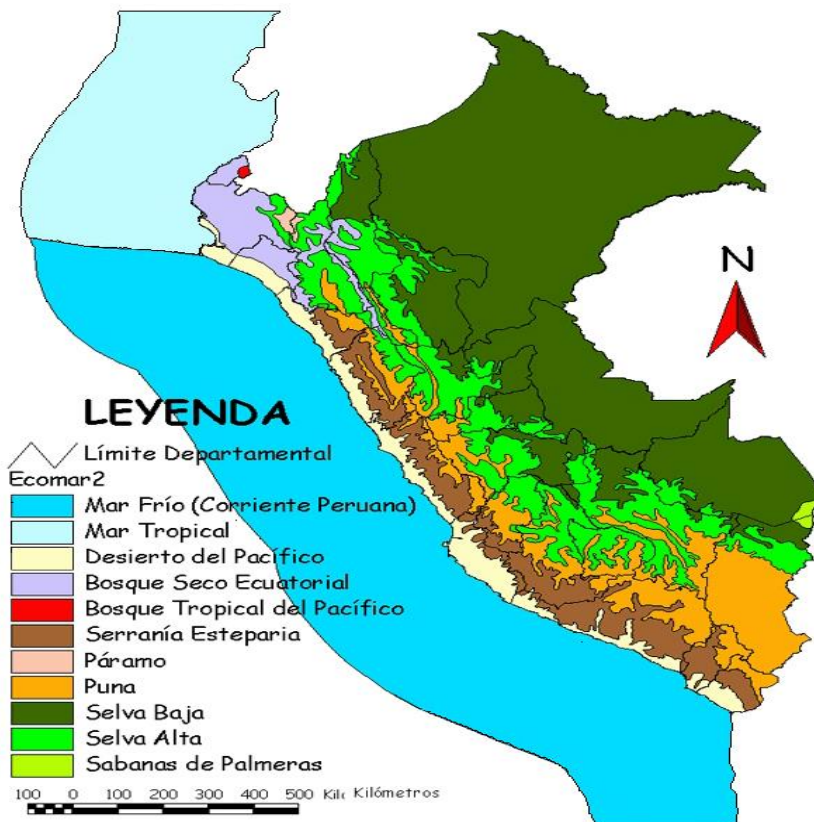 N
LEYENDA
Límite Departamental
Ecomar2
Mar Frío (Corriente Peruana)
Mar Tropical
Desierto del Pacífico
Bosque Seco Ecuatorial
Bosque Tropical del Pacífico
Serranía Esteparia
Páramo
Puna
Selva Baja
Selva Alta
Sabanas de Palmeras
100 0 100 200 300 400 500 Kilo Kilómetros